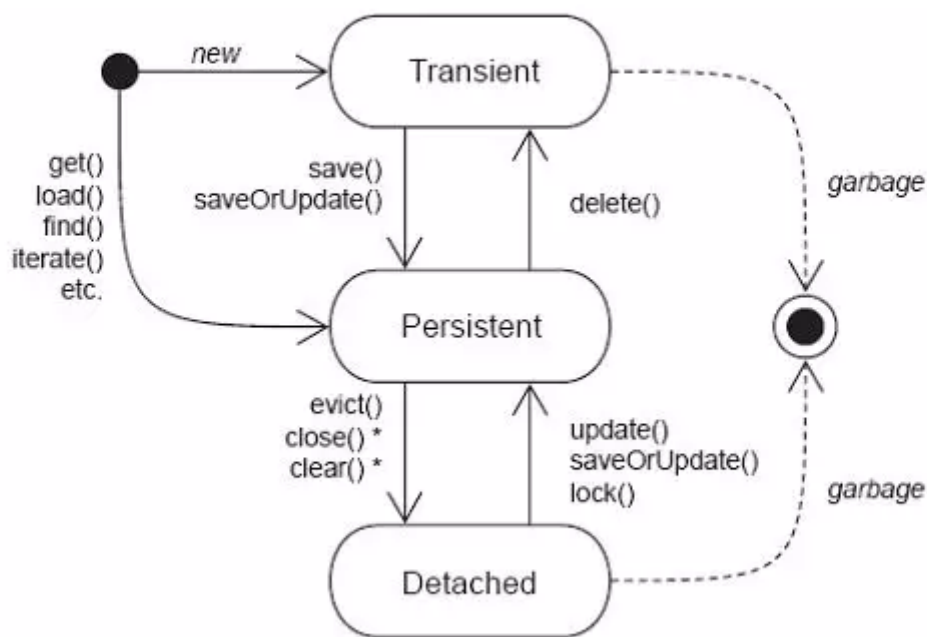 new
Transient
get()
load()
find()
iterate()
etc.
save()
saveOrUpdate()
delete()
garbage
Persistent
evict()
close() *
clear() *
update()
saveOrUpdate()
lock()
garbage
Detached